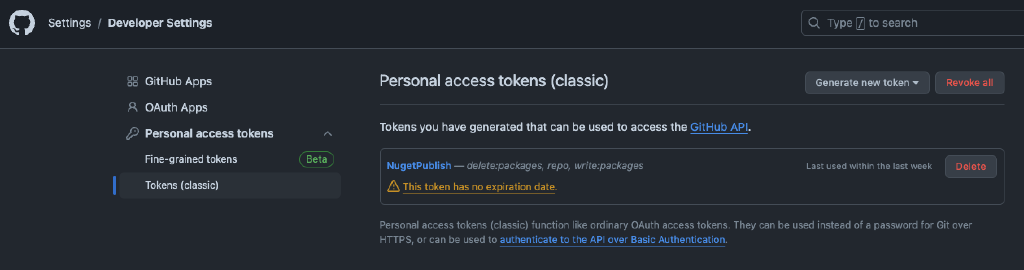 Settings / Developer Settings
Type / to search
GitHub Apps
OAuth Apps
Personal access tokens
Fine-grained tokens Beta
Tokens (classic)
Personal access tokens (classic)
Generate new token
Revoke all
Tokens you have generated that can be used to access the GitHub API.
NugetPublish — delete:packages, repo, write:packages
Last used within the last week
Delete
This token has no expiration date.
Personal access tokens (classic) function like ordinary OAuth access tokens. They can be used instead of a password for Git over
HTTPS, or can be used to authenticate to the API over Basic Authentication.